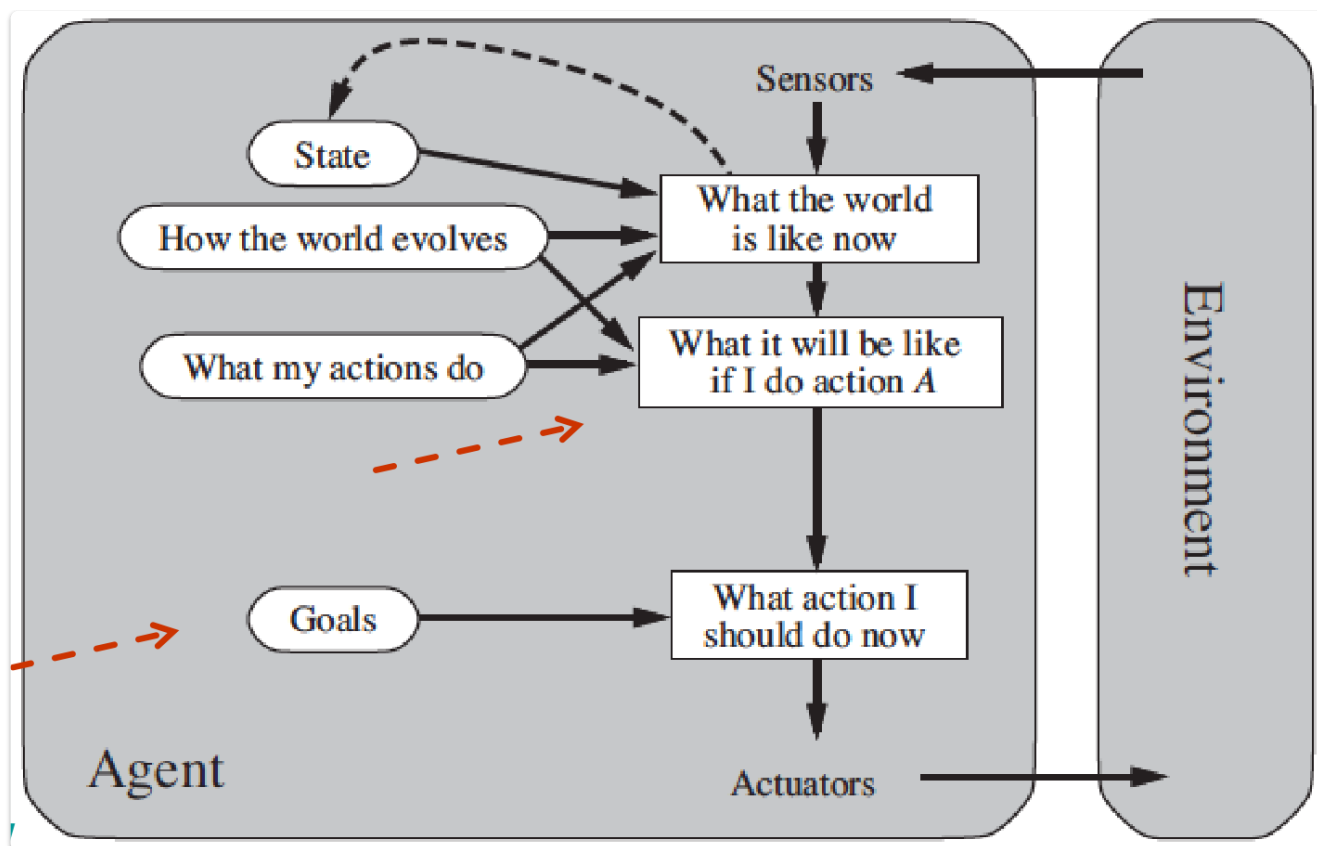 Sensors
State
What the world
is like now
How the world evolves
What my actions do
What it will be like
if I do action A
Goals
What action I
should do now
Agent
Actuators
Environment